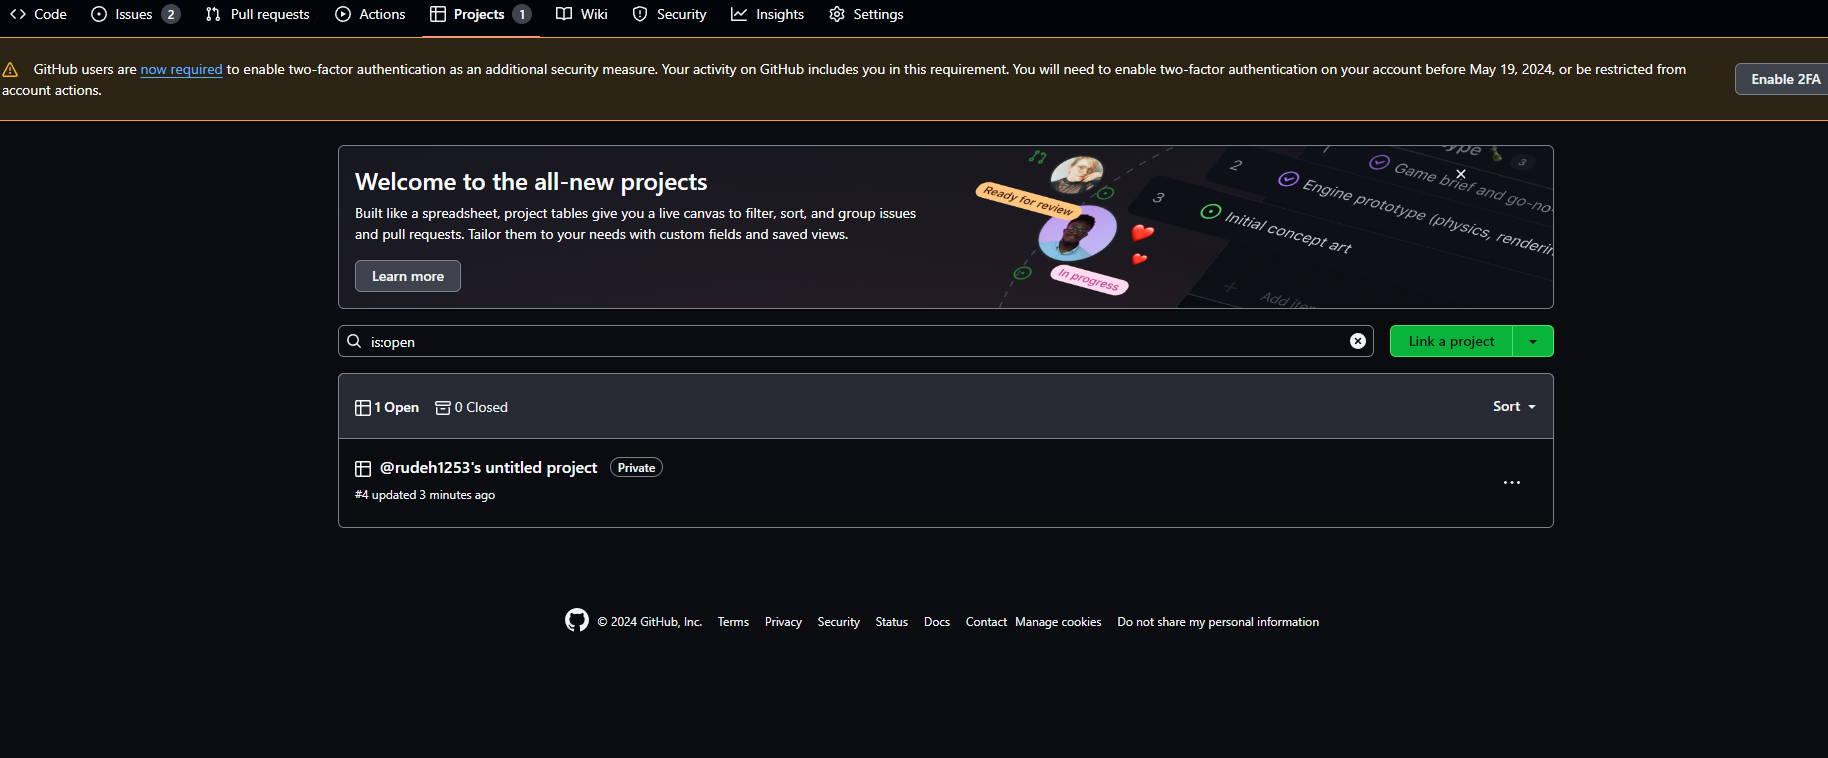 Code Issues 2 Pull requests Actions Projects 1 Wiki Security Insights Settings
GitHub users are now required to enable two-factor authentication as an additional security measure. Your activity on GitHub includes you in this requirement. You will need to enable two-factor authentication on your account before May 19, 2024, or be restricted from
account actions.
Enable 2FA
Welcome to the all-new projects
Built like a spreadsheet, project tables give you a live canvas to filter, sort, and group issues
and pull requests. Tailor them to your needs with custom fields and saved views.
Learn more
Ready for review
In progress
3
1 Game brief and go-no
2 Engine prototype (physics, renderin
3 Initial concept art
+ Add item
is:open
Link a project
1 Open 0 Closed
Sort
@rudeh1253's untitled project Private
#4 updated 3 minutes ago
© 2024 GitHub, Inc. Terms Privacy Security Status Docs Contact Manage cookies Do not share my personal information